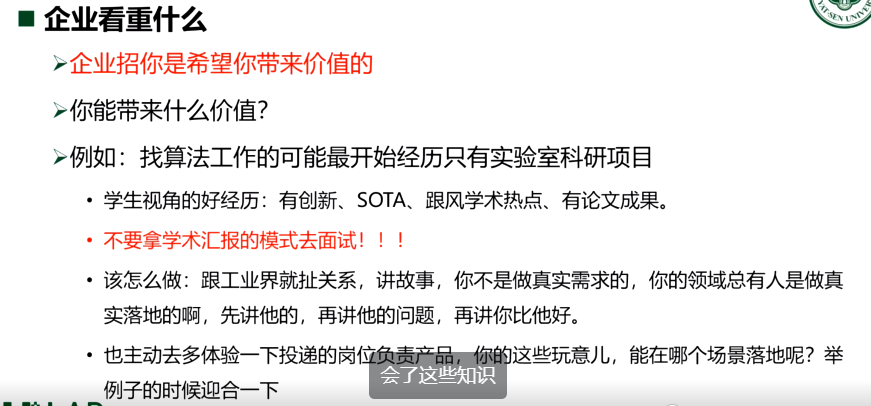 YAT-SEN UNIVER
■ 企业看重什么
➢企业招你是希望你带来价值的
➢你能带来什么价值?
➢例如：找算法工作的可能最开始经历只有实验室科研项目
• 学生视角的好经历：有创新、SOTA、跟风学术热点、有论文成果。
• 不要拿学术汇报的模式去面试！！！
• 该怎么做：跟工业界就扯关系，讲故事，你不是做真实需求的，你的领域总有人是做真
实落地的啊，先讲他的，再讲他的问题，再讲你比他好。
• 也主动去多体验一下投递的岗位负责产品，你的这些玩意儿，能在哪个场景落地呢？举
例子的时候迎合一下
会了这些知识